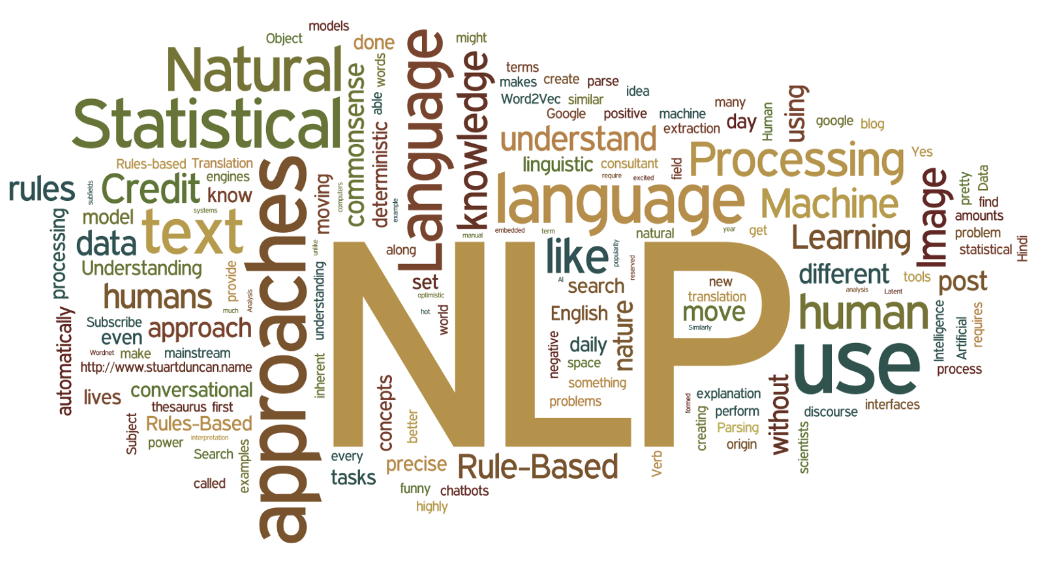 models
Object
done
might
Natural
Statistical
commonsense
words
able
deterministic
example
computers
Language
knowledge
manual
terms
makes create parse
idea
Word2Vec similar
Google positive machine
many
extraction day
Human
using
google blog
understand
linguistic consultant
require excited
field
Processing
Yes
Rules-based Translation
engines
rules
subfields
Credit know
systems
approaches
moving
language
Machine
Image
pretty
Data
find
amounts
problem
statistical
Hindi
model
text
data
processing
Understanding
unlike
along
embedded term
natural
year get
Learning
NLP
like
popularity
reserved
AI
search
new
translation
move
Similarly
different
tools
analysis Latent
post
humans
provide
much
Analysis
understanding
set
optimistic
hot
world
English
nature
human
Intelligence
Artificial
requires
process
automatically
Subscribe
even
approach
Wordnet make mainstream
http://www.stuartduncan.name
inherent
negative
daily
space
something
problems
use
lives conversational
thesaurus first
Subject
Rules-Based
interpretation
power
Search
examples
called
concepts
better
every
tasks
precise
Rule-Based
funny chatbots
highly
Verb
formed
creating
explanation
perform
Parsing
origin
without
scientists
discourse interfaces